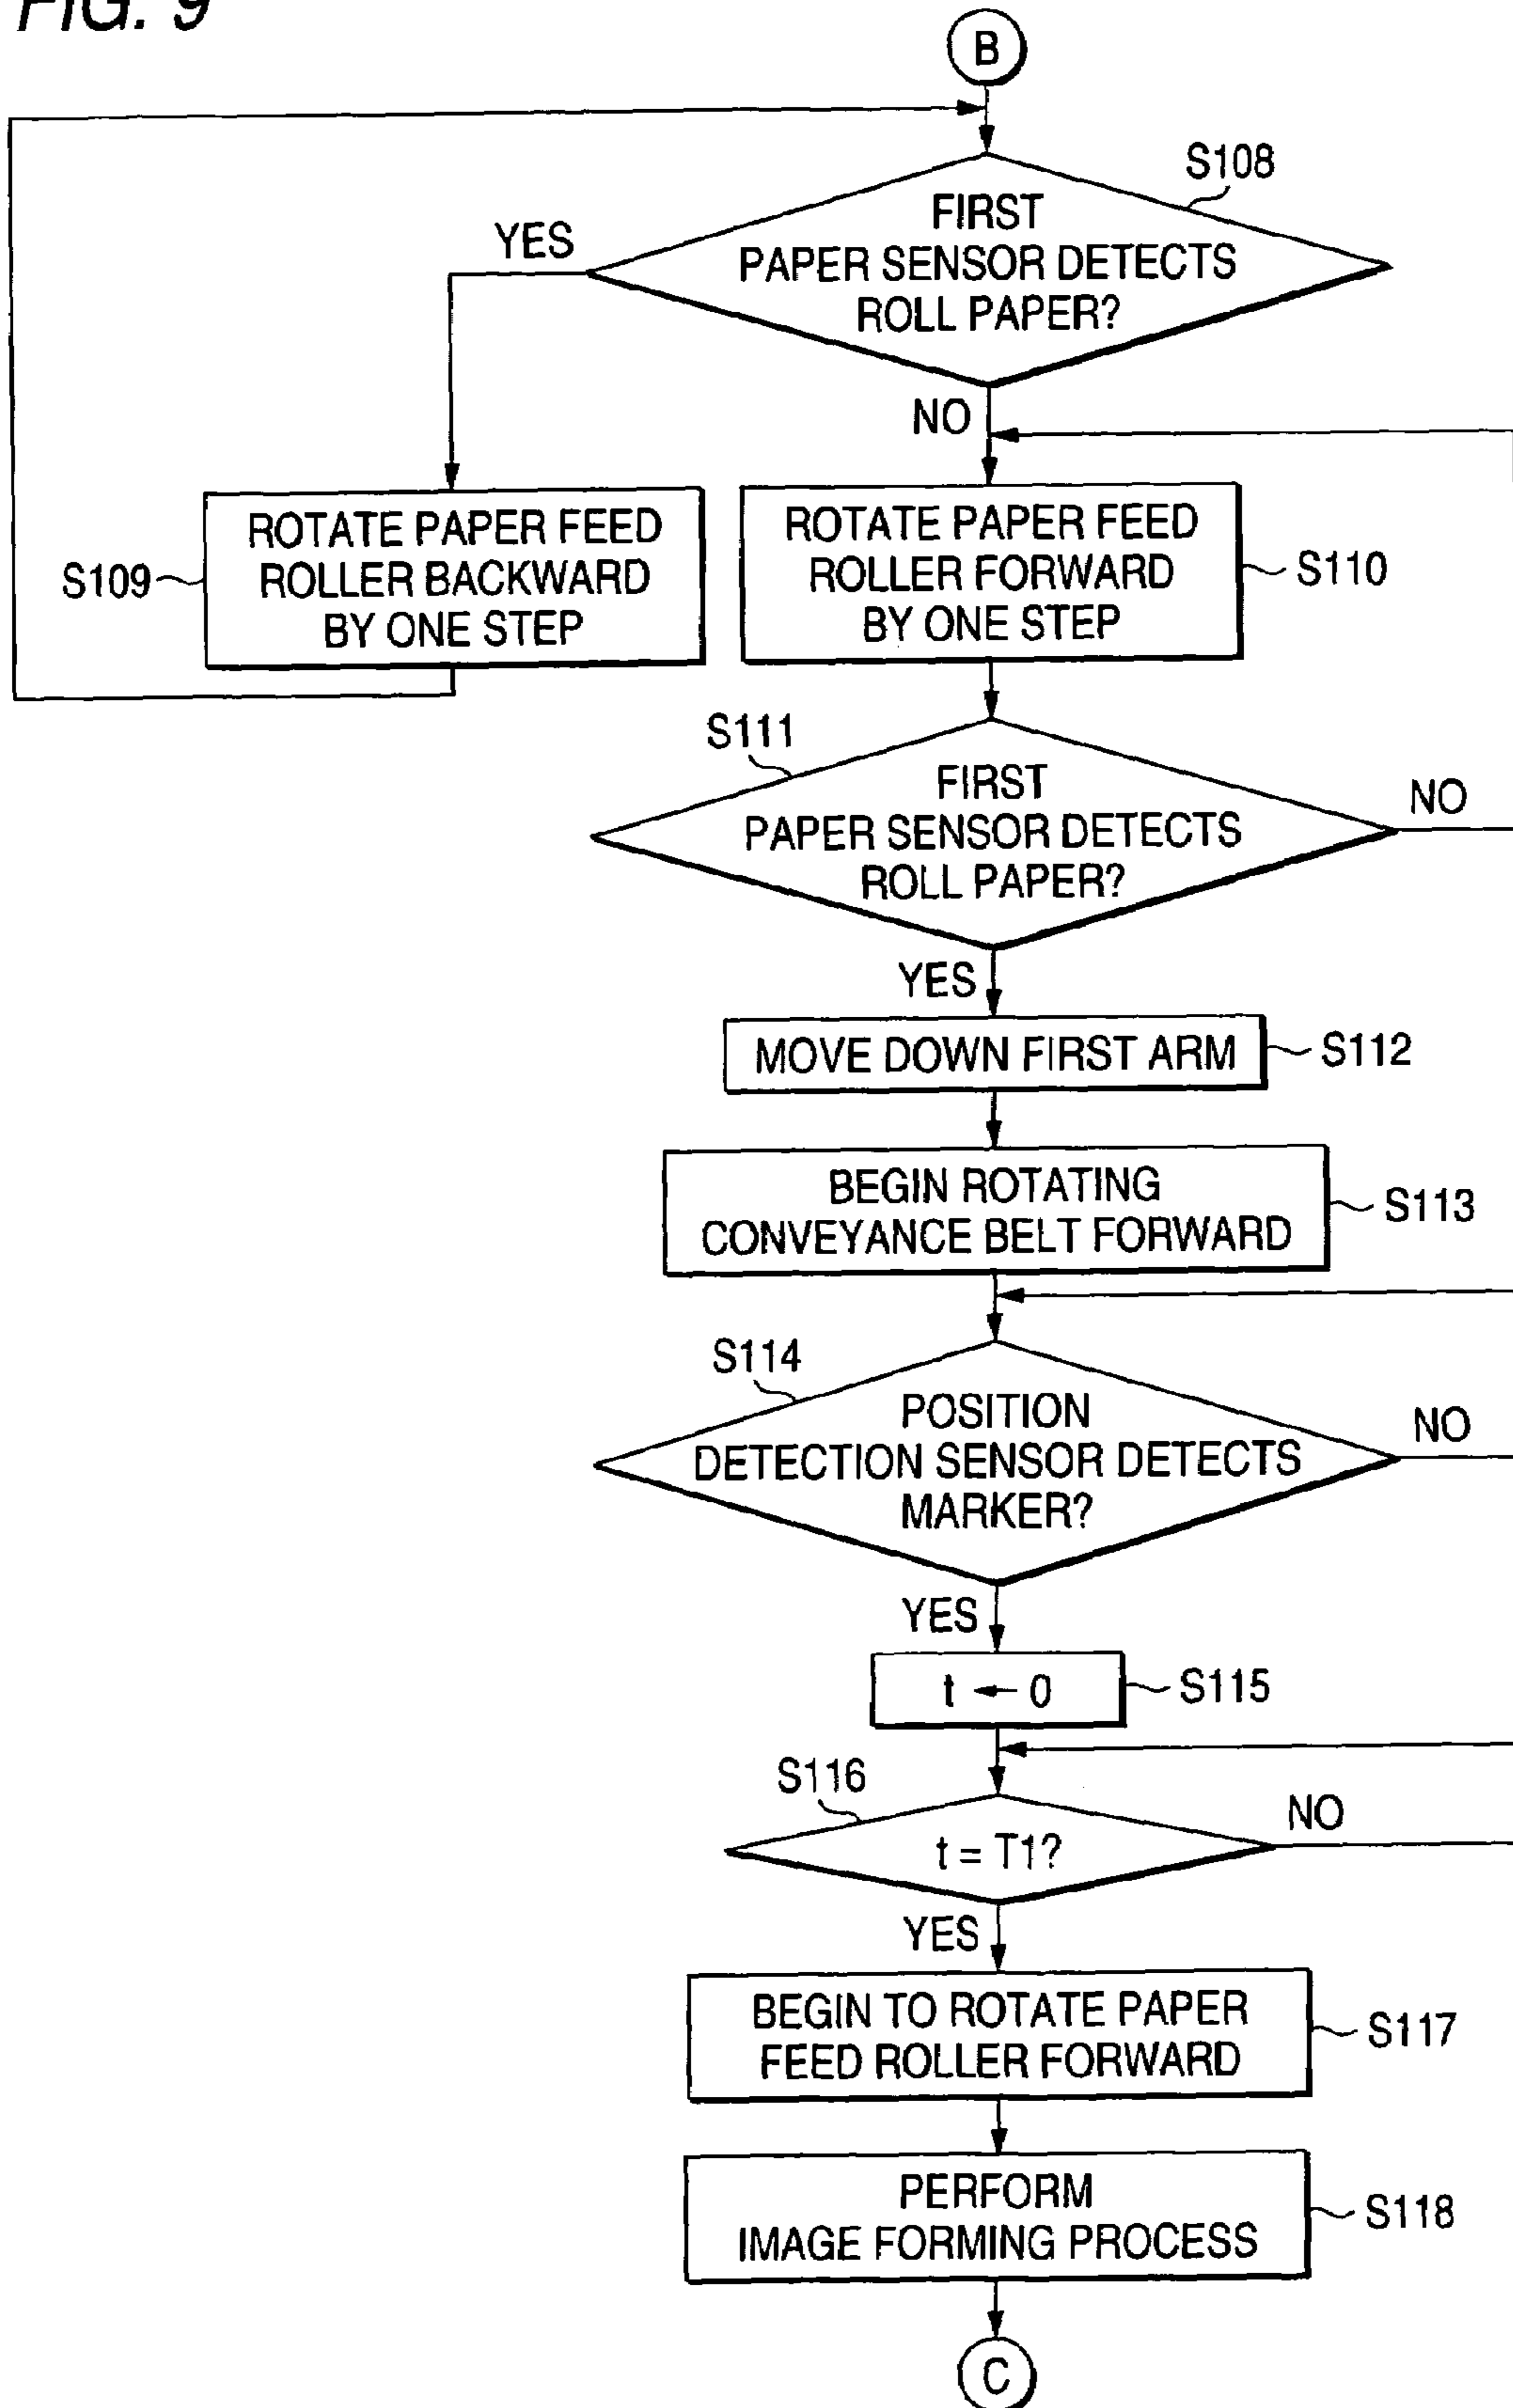 FIG. 9
B
S108
FIRST
PAPER SENSOR DETECTS
ROLL PAPER?
YES
NO
S109
ROTATE PAPER FEED
ROLLER BACKWARD
BY ONE STEP
ROTATE PAPER FEED
ROLLER FORWARD
BY ONE STEP
S110
S111
FIRST
PAPER SENSOR DETECTS
ROLL PAPER?
NO
YES
MOVE DOWN FIRST ARM
S112
BEGIN ROTATING
CONVEYANCE BELT FORWARD
S113
S114
POSITION
DETECTION SENSOR DETECTS
MARKER?
NO
YES
t ← 0
S115
S116
t = T1?
NO
YES
BEGIN TO ROTATE PAPER
FEED ROLLER FORWARD
S117
PERFORM
IMAGE FORMING PROCESS
S118
C